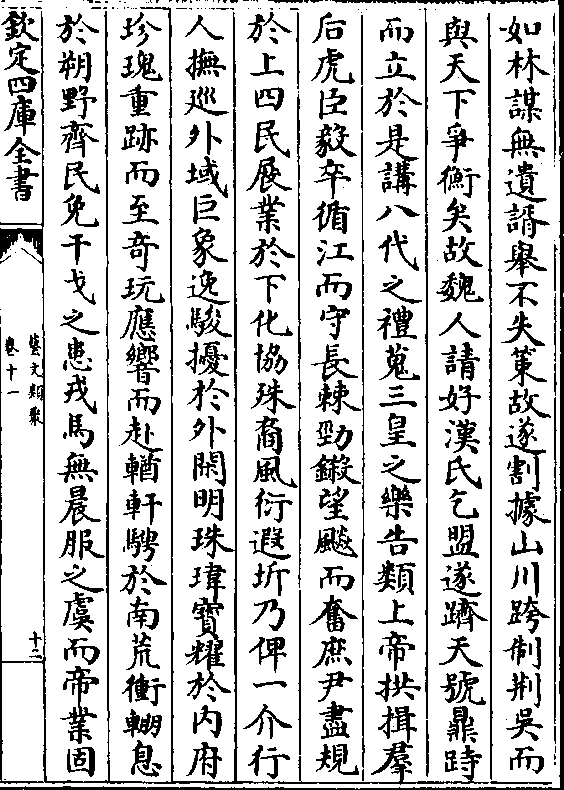 如林謀無遺諝舉不失䇿故遂割據山川跨制荆吳而
與天下爭衡矣故魏人請好漢氏乞盟遂躋天號鼎跱
而立於是講八代之禮蒐三皇之樂告類上帝拱揖羣
后虎臣毅卒循江而守長棘勁鎩望飇而奮庶尹盡規
於上四民展業於下化協殊裔風衍遐圻乃俾一介行
人撫巡外域巨象逸駿擾於外閑明珠瑋寳耀於内府
珍瑰重跡而至奇玩應響而赴輶軒騁於南荒衝輣息
於朔野齊民免干戈之患戎馬無晨服之虞而帝業固
欽定四庫全書
藝文類聚
卷十一
十二